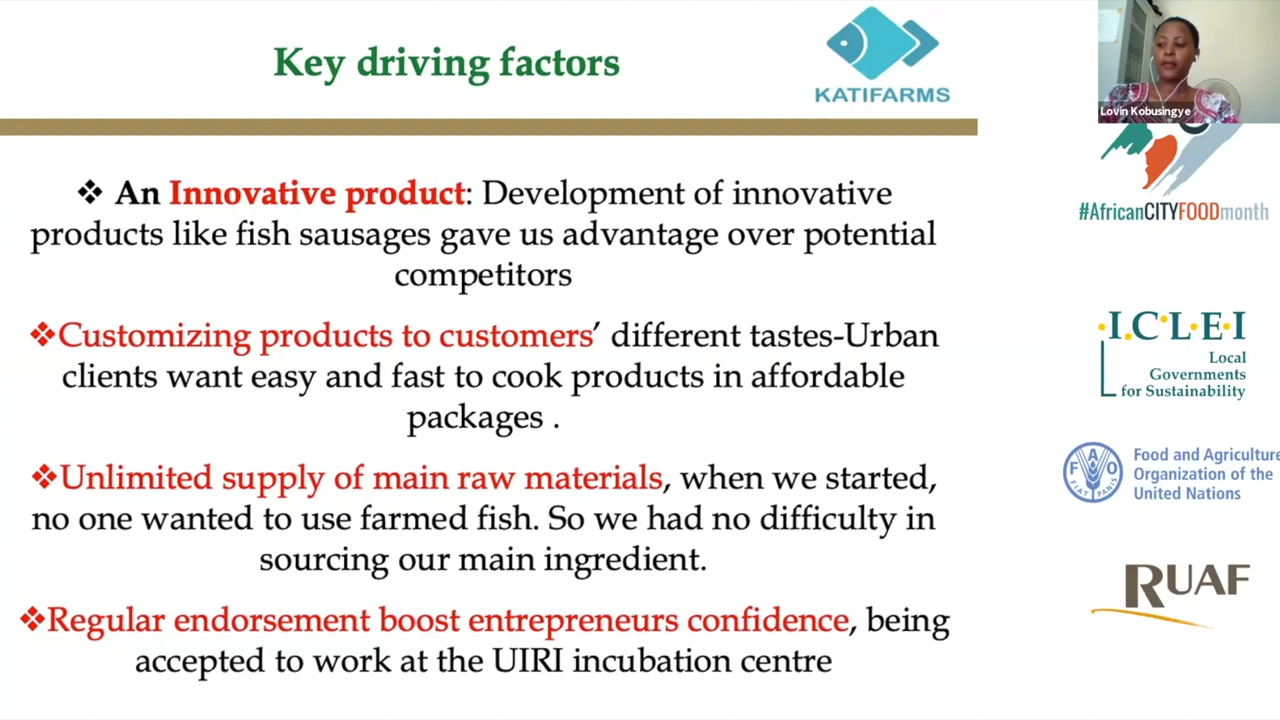 Key driving factors
KATIFARMS
Lovin Kobusingye
❖ An Innovative product: Development of innovative
products like fish sausages gave us advantage over potential
competitors
❖Customizing products to customers’ different tastes-Urban
clients want easy and fast to cook products in affordable
packages .
❖Unlimited supply of main raw materials, when we started,
no one wanted to use farmed fish. So we had no difficulty in
sourcing our main ingredient.
❖Regular endorsement boost entrepreneurs confidence, being
accepted to work at the UIRI incubation centre
#AfricanCITYFOODmonth
·I.C·L·E·I
Local
Governments
for Sustainability
F A O
FIAT PANIS
Food and Agriculture
Organization of the
United Nations
RUAF